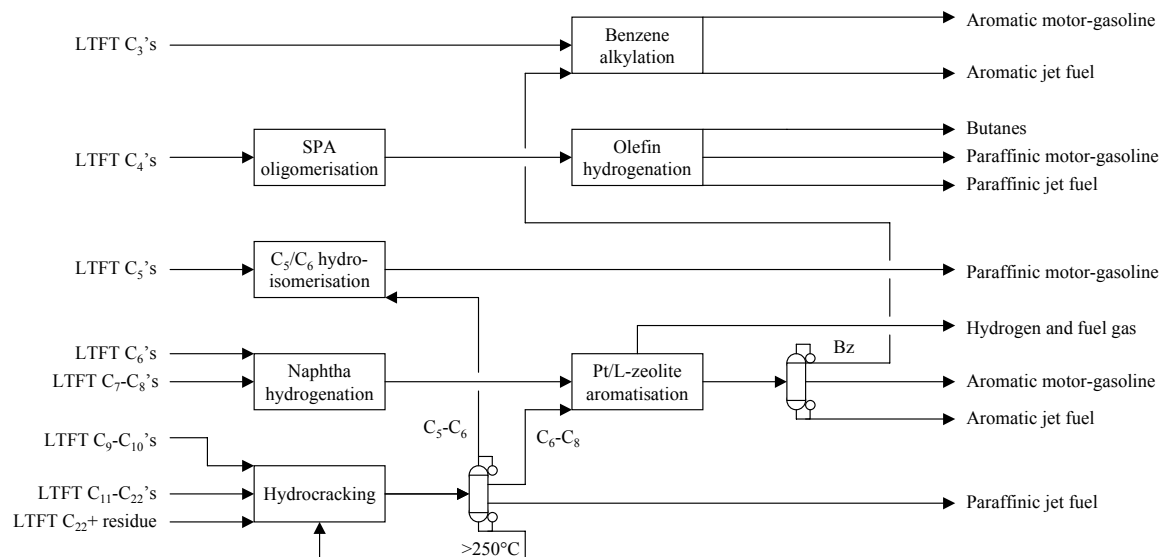 Aromatic motor-gasoline
LTFT C₃’s
Benzene
alkylation
Aromatic jet fuel
Butanes
LTFT C₄’s
SPA
oligomerisation
Olefin
hydrogenation
Paraffinic motor-gasoline
Paraffinic jet fuel
LTFT C₅’s
C₅/C₆ hydro-
isomerisation
Paraffinic motor-gasoline
Hydrogen and fuel gas
LTFT C₆’s
LTFT C₇-C₈’s
Naphtha
hydrogenation
Pt/L-zeolite
aromatisation
Bz
Aromatic motor-gasoline
Aromatic jet fuel
C₅-C₆
C₆-C₈
LTFT C₉-C₁₀’s
LTFT C₁₁-C₂₂’s
LTFT C₂₂+ residue
Hydrocracking
Paraffinic jet fuel
>250°C